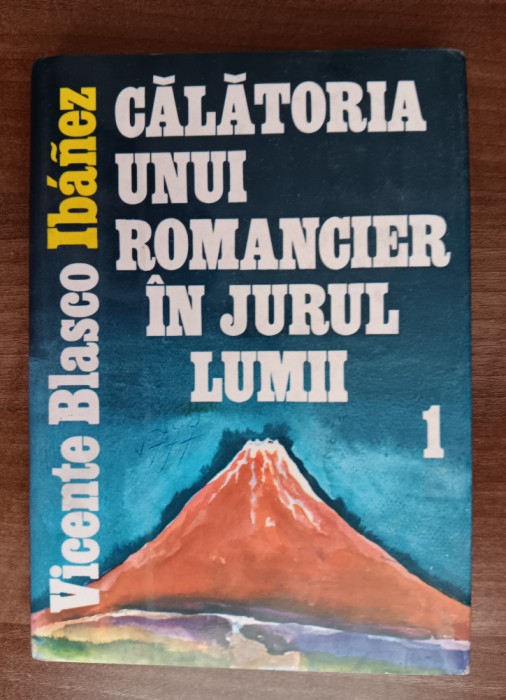 Vicente Blasco Ibáñez
CĂLĂTORIA
UNUI
ROMANCIER
ÎN JURUL
LUMII
1